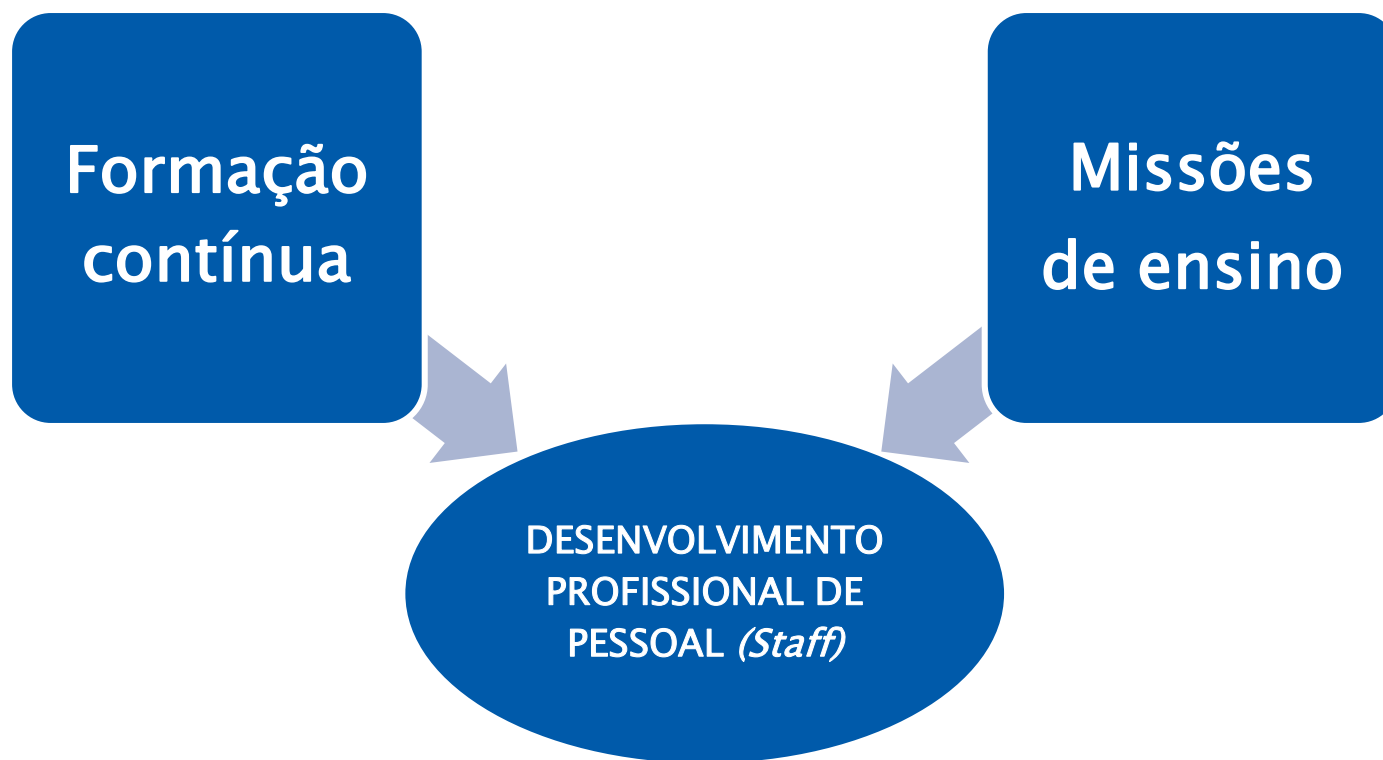 Formação
contínua
Missões
de ensino
DESENVOLVIMENTO
PROFISSIONAL DE
PESSOAL (Staff)